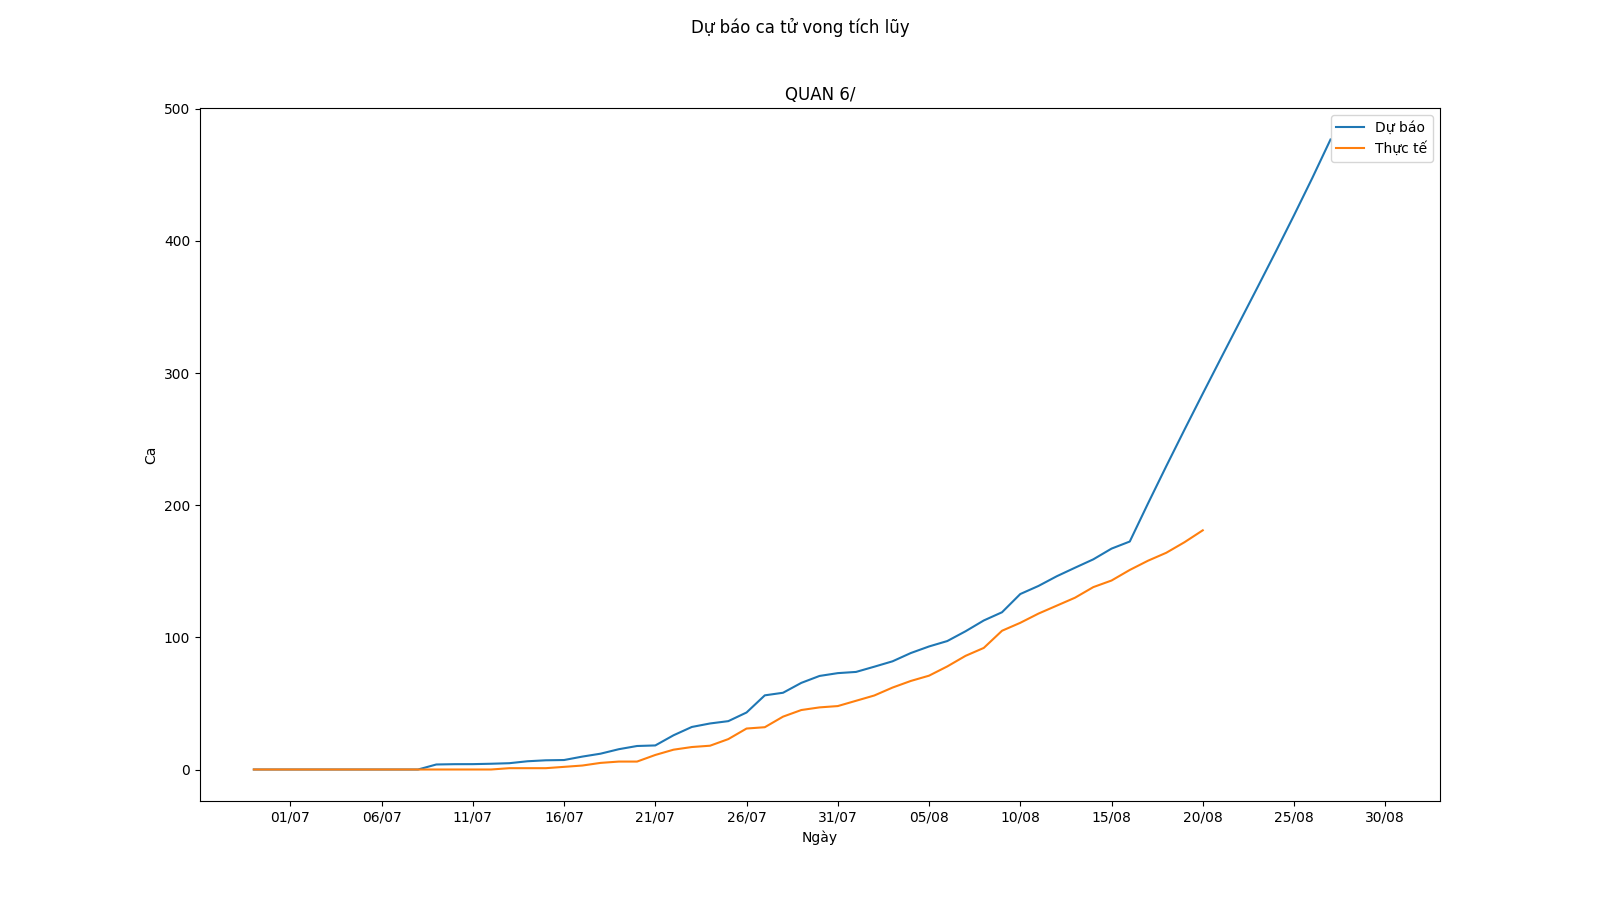 Dự báo ca tử vong tích lũy
QUAN 6/
500
400
300
200
100
0
Ca
Dự báo
Thực tế
01/07 06/07 11/07 16/07 21/07 26/07 31/07 05/08 10/08 15/08 20/08 25/08 30/08
Ngày